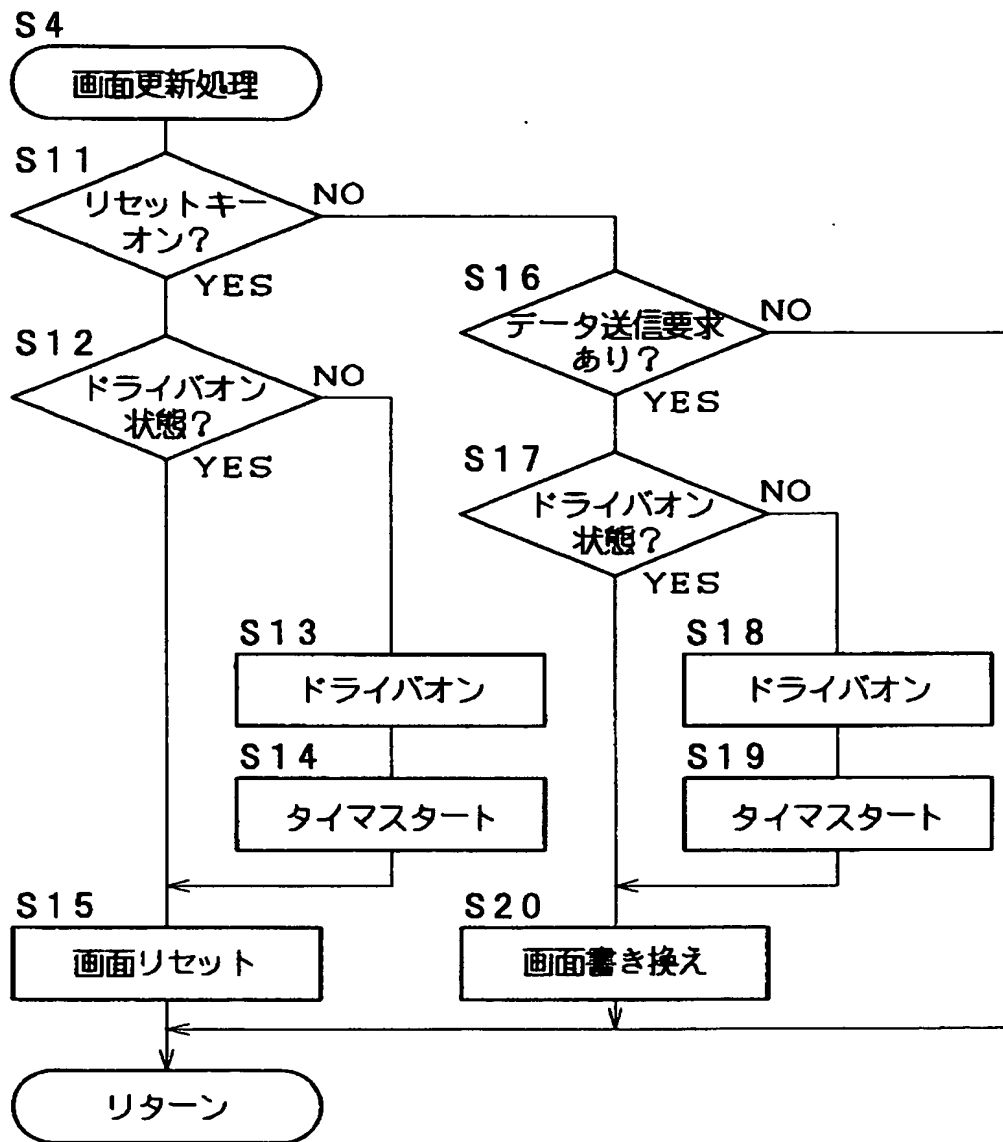 S4
画面更新処理
S11
リセットキー
オン?
NO
YES
S12
ドライバオン
状態?
NO
YES
S13
ドライバオン
S14
タイマスタート
S15
画面リセット
S16
データ送信要求
あり?
NO
YES
S17
ドライバオン
状態?
NO
YES
S18
ドライバオン
S19
タイマスタート
S20
画面書き換え
リターン